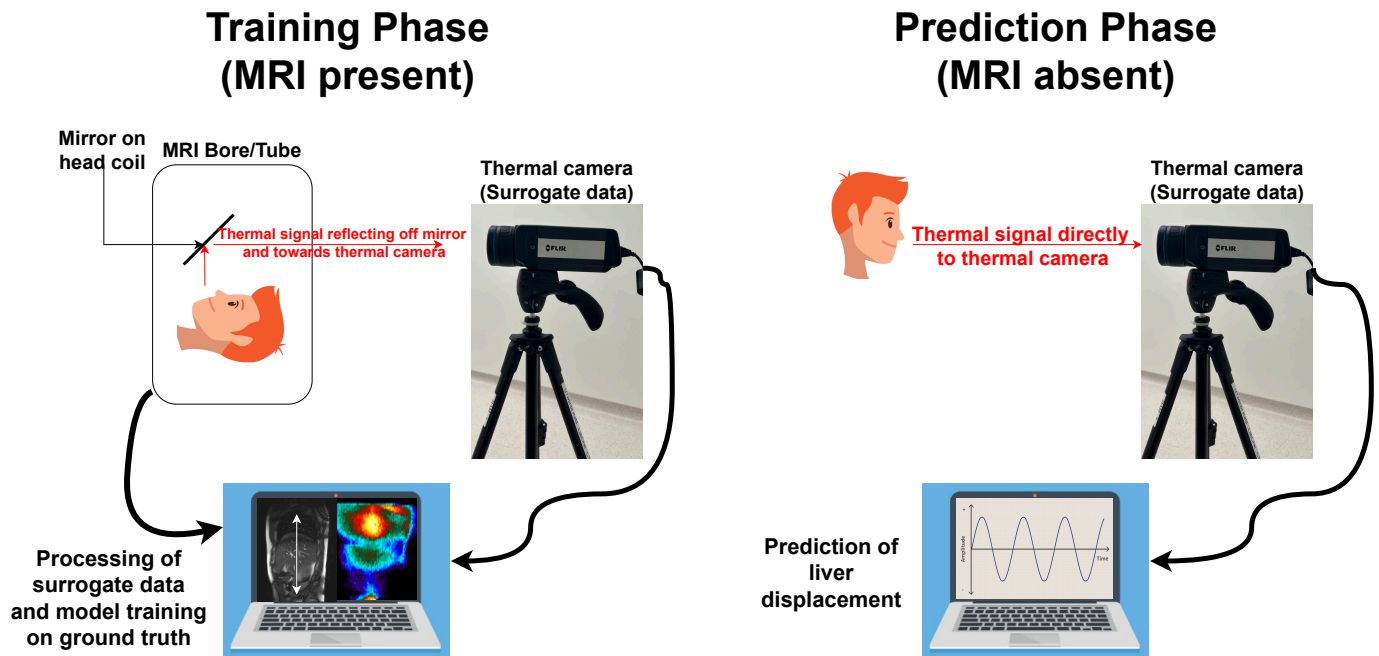 Training Phase
(MRI present)
Mirror on
head coil
MRI Bore/Tube
Thermal signal reflecting off mirror
and towards thermal camera
Thermal camera
(Surrogate data)
FLIR
Processing of
surrogate data
and model training
on ground truth
Prediction Phase
(MRI absent)
Thermal signal directly
to thermal camera
Thermal camera
(Surrogate data)
FLIR
Prediction of
liver
displacement
+
Amplitude
-
Time